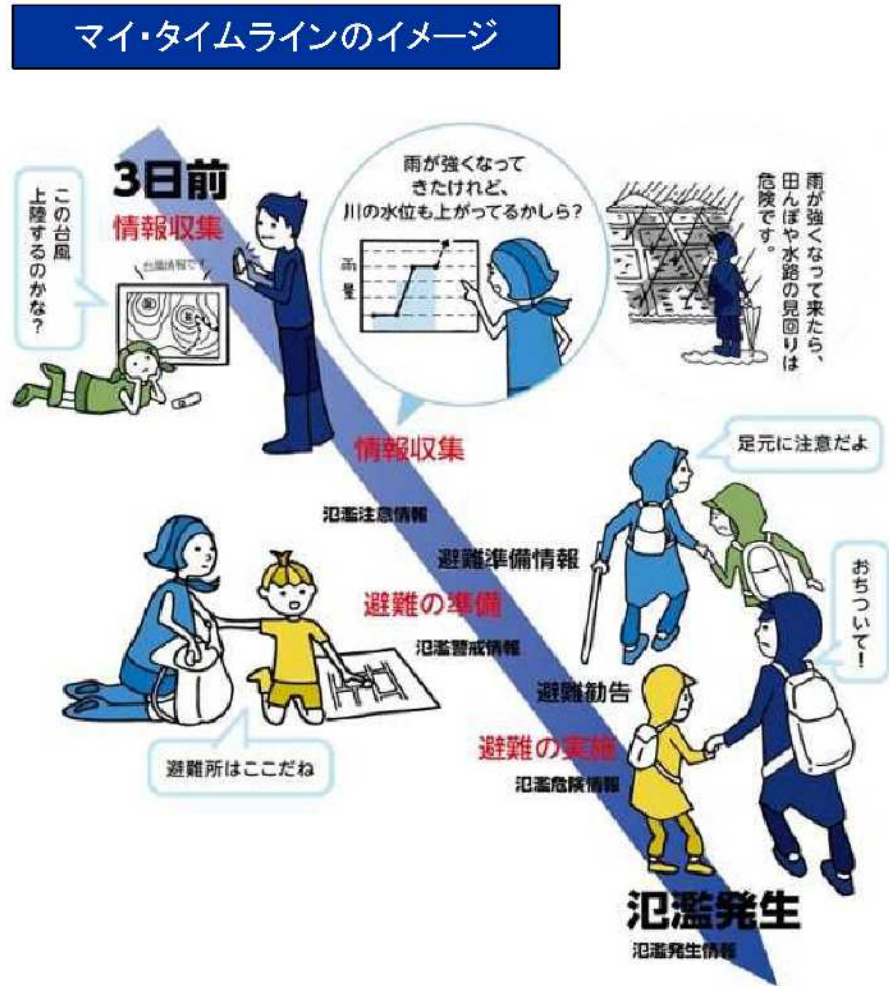 マイ・タイムラインのイメージ
3日前
情報収集
この台風
上陸するのかな？
台風情報です
雨が強くなって
きたけれど、
川の水位も上がってるかしら？
雨
量
雨が強くなって来たら、
田んぼや水路の見回りは
危険です。
情報収集
足元に注意だよ
氾濫注意情報
避難準備情報
おちついて！
避難の準備
氾濫警戒情報
避難勧告
避難の実施
避難所はここだね
氾濫危険情報
氾濫発生
氾濫発生情報